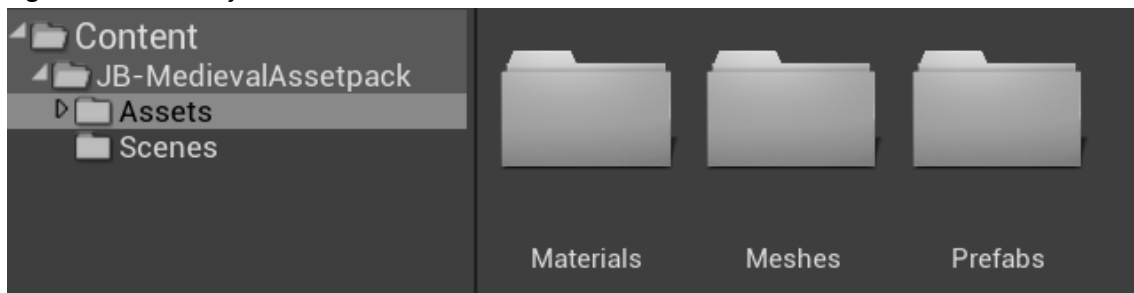 Content
JB-MedievalAssetpack
Assets
Scenes
Materials
Meshes
Prefabs